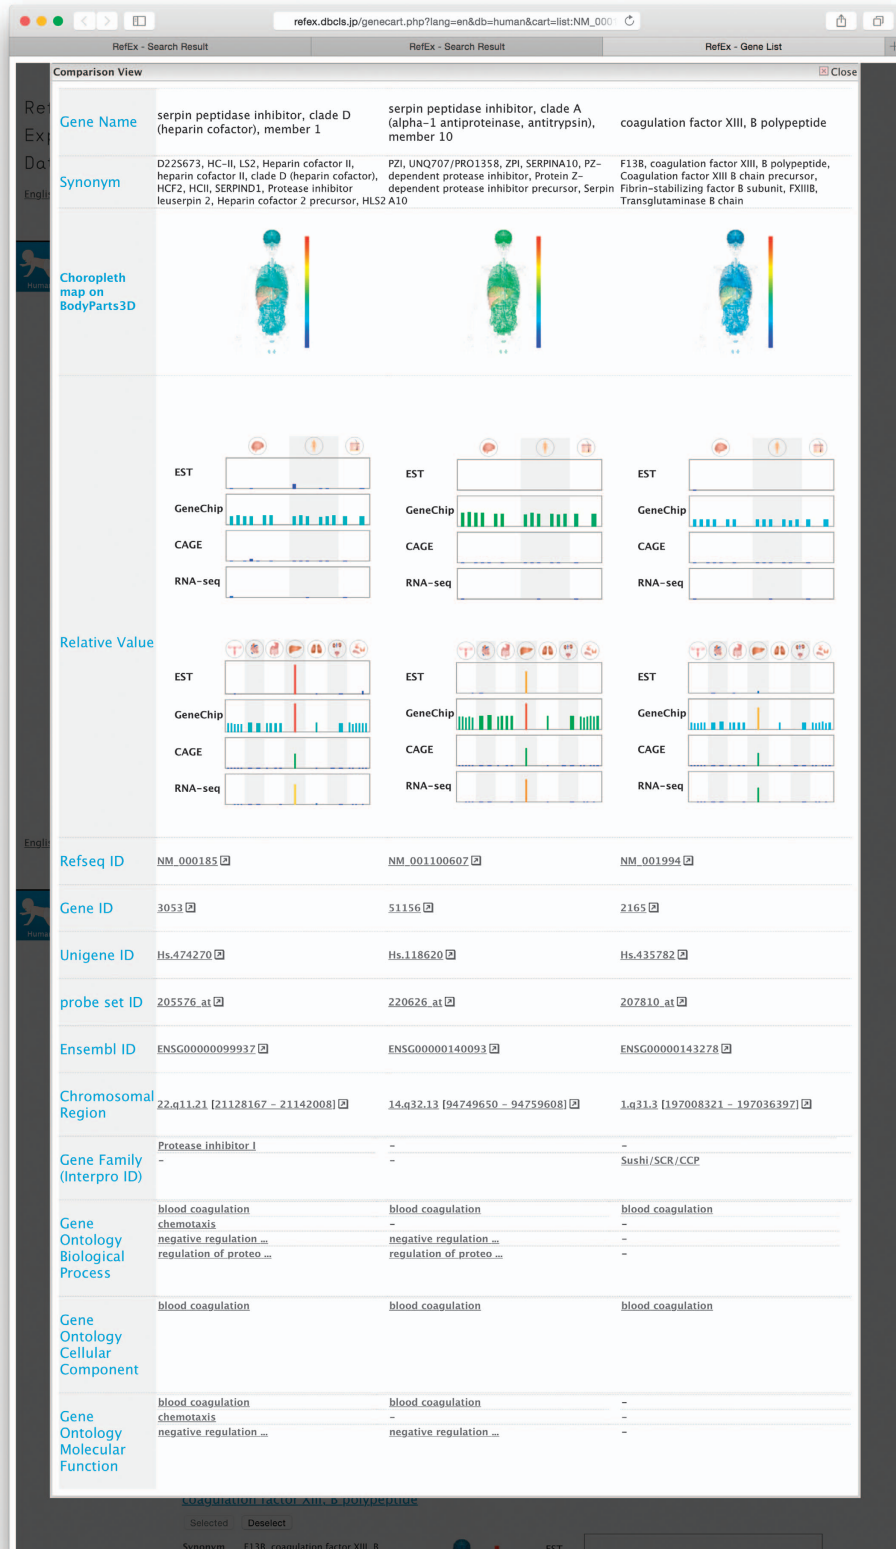 refex.dbcls.jp/genecart.php?lang=en&db=human&cart=list:NM_000
RefEx - Search Result
RefEx - Search Result
RefEx - Gene List
Comparison View
Close
Gene Name
serpin peptidase inhibitor, clade D
(heparin cofactor), member 1
serpin peptidase inhibitor, clade A
(alpha-1 antiproteinase, antitrypsin),
member 10
coagulation factor XIII, B polypeptide
Synonym
D22S673, HC-II, LS2, Heparin cofactor II,
heparin cofactor II, clade D (heparin cofactor),
HCF2, HCII, SERPIND1, Protease inhibitor
leuserpin 2, Heparin cofactor 2 precursor, HLS2
PZI, UNQ707/PRO1358, ZPI, SERPINA10, PZ-
dependent protease inhibitor, Protein Z-
dependent protease inhibitor precursor, Serpin
A10
F13B, coagulation factor XIII, B polypeptide,
Coagulation factor XIII B chain precursor,
Fibrin-stabilizing factor B subunit, FXIIIB,
Transglutaminase B chain
Choropleth
map on
BodyParts3D
Relative Value
EST
GeneChip
CAGE
RNA-seq
EST
GeneChip
CAGE
RNA-seq
EST
GeneChip
CAGE
RNA-seq
EST
GeneChip
CAGE
RNA-seq
EST
GeneChip
CAGE
RNA-seq
EST
GeneChip
CAGE
RNA-seq
Refseq ID
NM_000185
NM_001100607
NM_001994
Gene ID
3053
51156
2165
Unigene ID
Hs.474270
Hs.118620
Hs.435782
probe set ID
205576_at
220626_at
207810_at
Ensembl ID
ENSG00000099937
ENSG00000140093
ENSG00000143278
Chromosomal
Region
22.q11.21 [21128167 - 21142008]
14.q32.13 [94749650 - 94759608]
1.q31.3 [197008321 - 197036397]
Gene Family
(Interpro ID)
Protease inhibitor I
-
-
-
-
Sushi/SCR/CCP
Gene
Ontology
Biological
Process
blood coagulation
blood coagulation
blood coagulation
chemotaxis
-
-
negative regulation ...
negative regulation ...
-
regulation of proteo ...
regulation of proteo ...
-
Gene
Ontology
Cellular
Component
blood coagulation
blood coagulation
blood coagulation
Gene
Ontology
Molecular
Function
blood coagulation
blood coagulation
-
chemotaxis
-
-
negative regulation ...
negative regulation ...
-
coagulation factor XIII, B polypeptide
Selected
Deselect
Synonym
F13B, coagulation factor XIII, B
EST